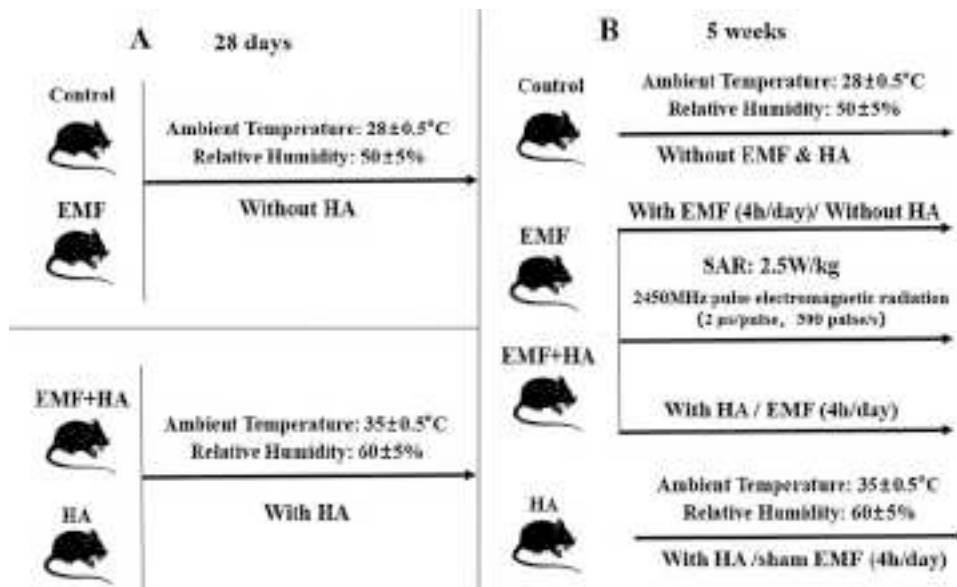 A
28 days
Control
Ambient Temperature: 28±0.5°C
Relative Humidity: 50±5%
EMF
Without HA
EMF+HA
Ambient Temperature: 35±0.5°C
Relative Humidity: 60±5%
HA
With HA
B
5 weeks
Control
Ambient Temperature: 28±0.5°C
Relative Humidity: 50±5%
Without EMF & HA
With EMF (4h/day)/ Without HA
EMF
SAR: 2.5W/kg
2450MHz pulse electromagnetic radiation
(2 μs/pulse, 500 pulse/s)
EMF+HA
With HA / EMF (4h/day)
HA
Ambient Temperature: 35±0.5°C
Relative Humidity: 60±5%
With HA /sham EMF (4h/day)